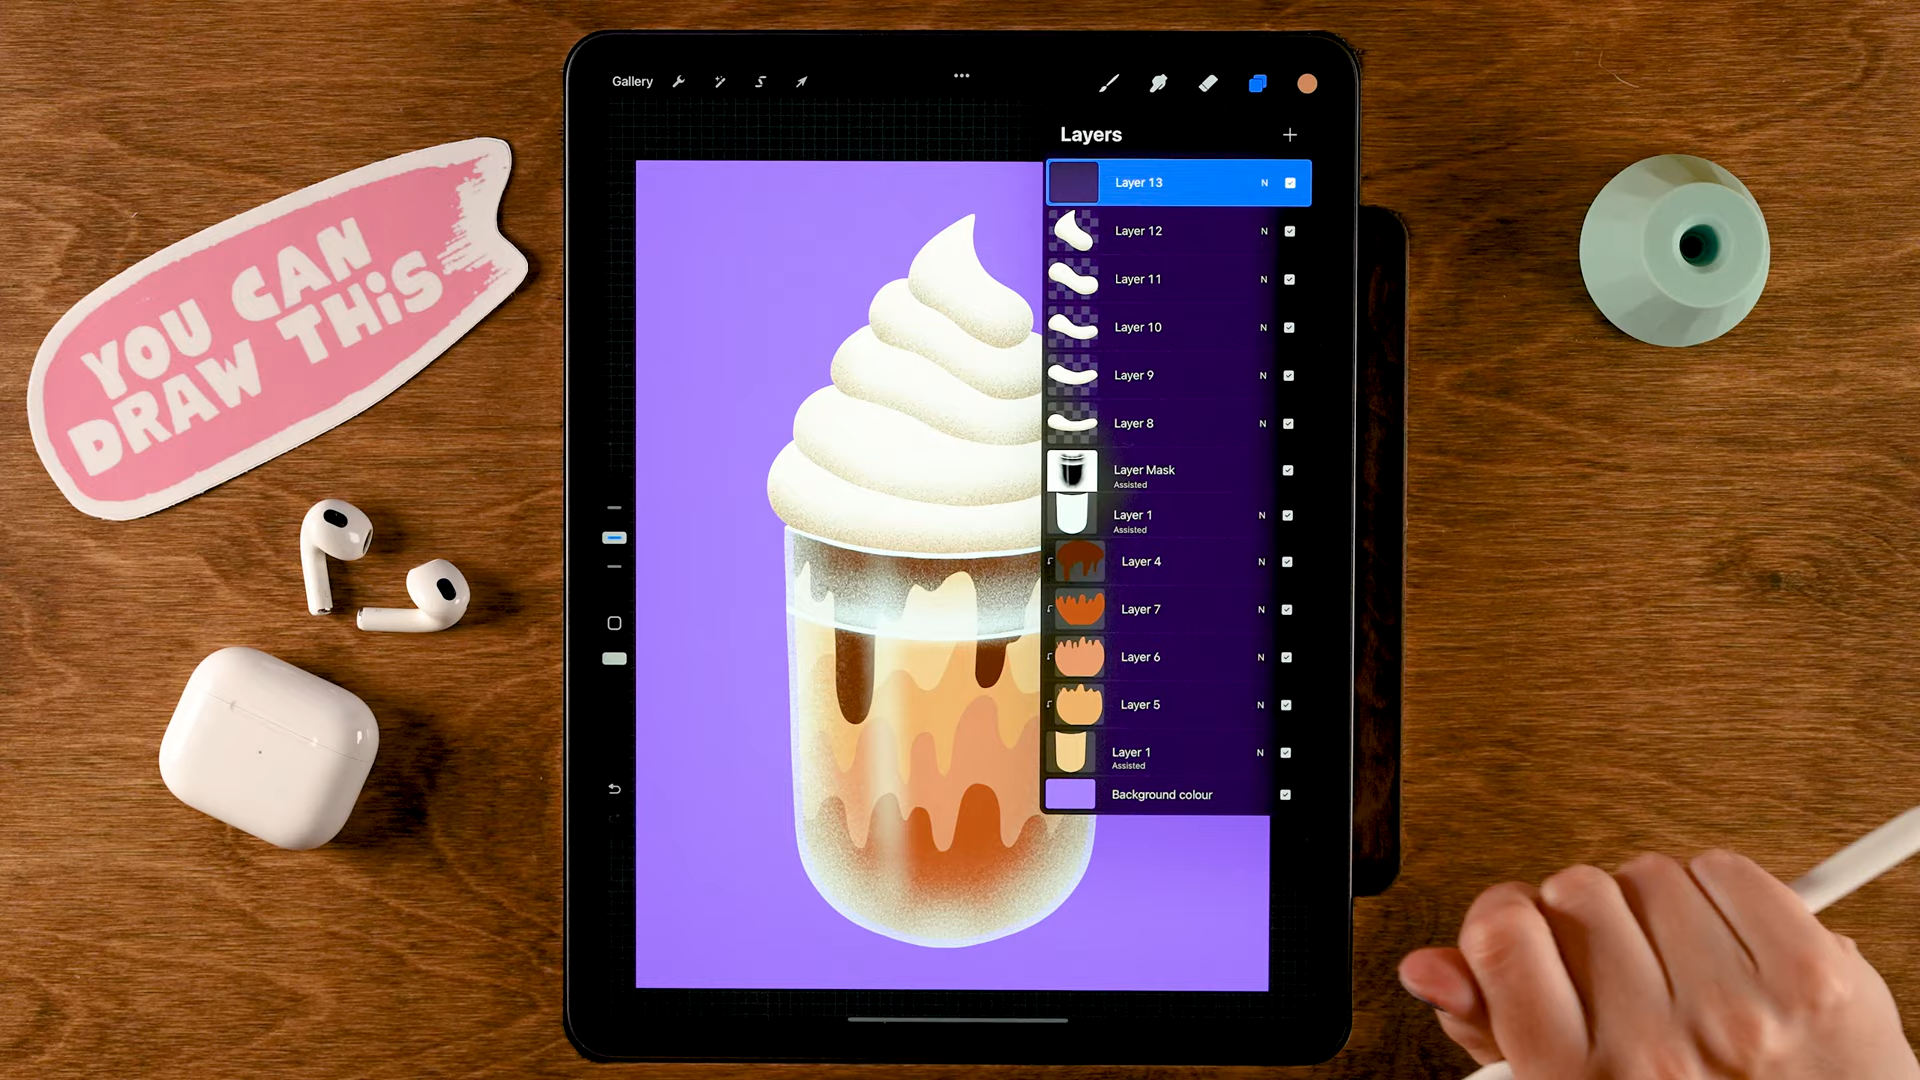 YOU CAN
DRAW THiS
Gallery
Layers
Layer 13 N
Layer 12 N
Layer 11 N
Layer 10 N
Layer 9 N
Layer 8 N
Layer Mask
Assisted
Layer 1 N
Assisted
Layer 4 N
Layer 7 N
Layer 6 N
Layer 5 N
Layer 1 N
Assisted
Background colour